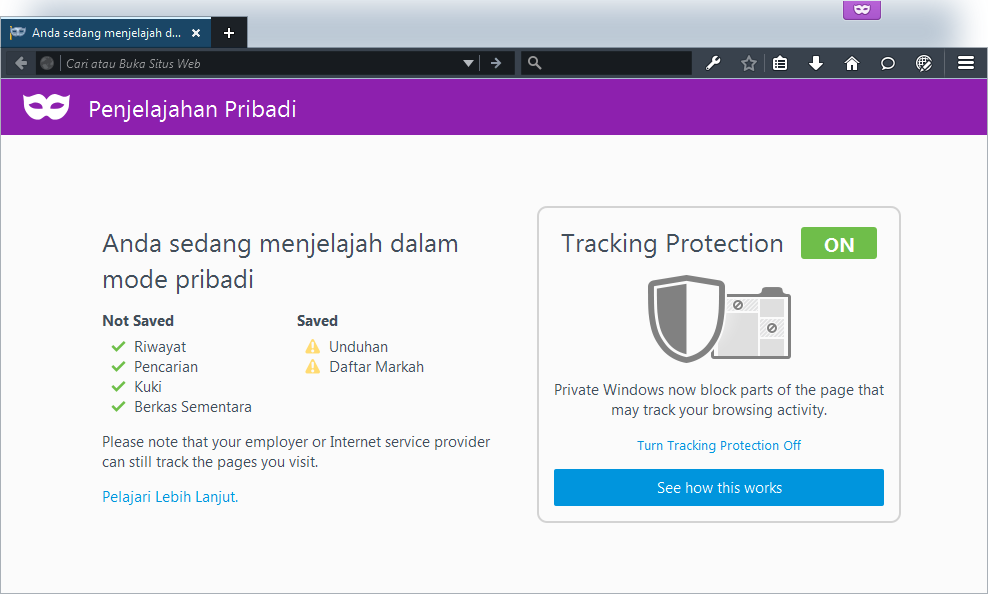 Anda sedang menjelajah d...
Cari atau Buka Situs Web
Penjelajahan Pribadi
Anda sedang menjelajah dalam
mode pribadi
Not Saved
Riwayat
Pencarian
Kuki
Berkas Sementara
Saved
Unduhan
Daftar Markah
Please note that your employer or Internet service provider
can still track the pages you visit.
Pelajari Lebih Lanjut.
Tracking Protection ON
Private Windows now block parts of the page that
may track your browsing activity.
Turn Tracking Protection Off
See how this works